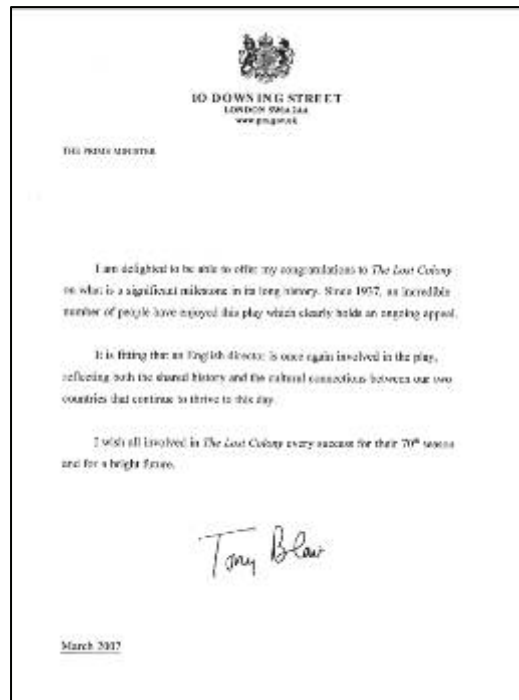 10 DOWNING STREET
LONDON SW1A 2AA
www.pm.gov.uk
THE PRIME MINISTER
I am delighted to be able to offer my congratulations to The Lost Colony
on what is a significant milestone in its long history. Since 1937, an incredible
number of people have enjoyed this play which clearly holds an ongoing appeal.
It is fitting that an English director is once again involved in the play,
reflecting both the shared history and the cultural connections between our two
countries that continue to thrive to this day.
I wish all involved in The Lost Colony every success for their 70th season
and for a bright future.
Tony Blair
March 2007